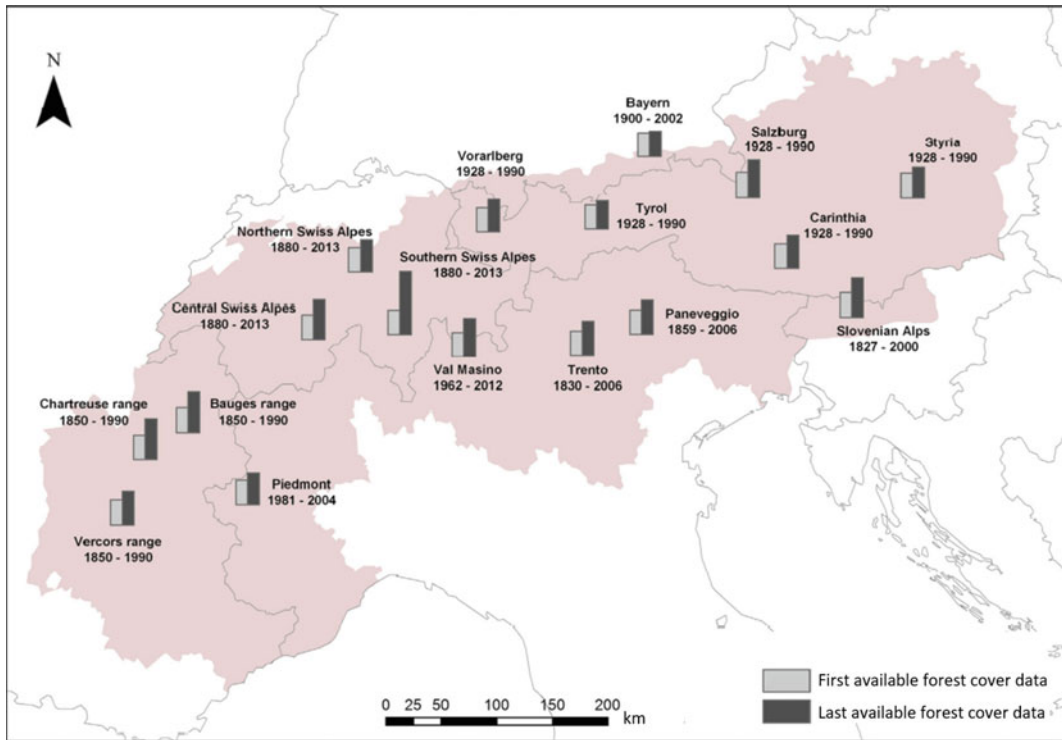 N
Bayern
1900 - 2002
Salzburg
1928 - 1990
Styria
1928 - 1990
Vorarlberg
1928 - 1990
Tyrol
1928 - 1990
Carinthia
1928 - 1990
Northern Swiss Alpes
1880 - 2013
Southern Swiss Alpes
1880 - 2013
Central Swiss Alpes
1880 - 2013
Val Masino
1962 - 2012
Trento
1830 - 2006
Paneveggio
1859 - 2006
Slovenian Alps
1827 - 2000
Chartreuse range
1850 - 1990
Bauges range
1850 - 1990
Piedmont
1981 - 2004
Vercors range
1850 - 1990
First available forest cover data
Last available forest cover data
0 25 50 100 150 200
km